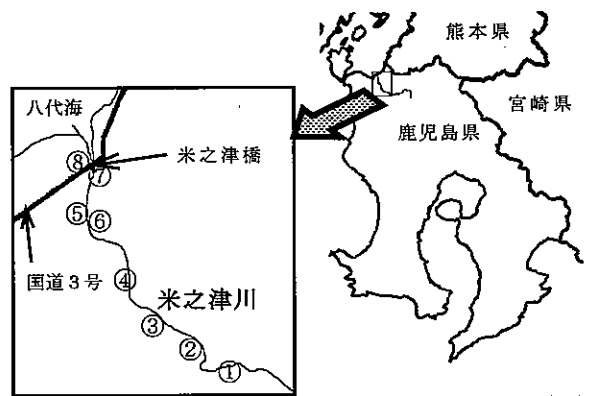 熊本県
宮崎県
鹿児島県
八代海
米之津橋
⑧
⑦
⑤
⑥
国道3号
④
米之津川
③
②
①